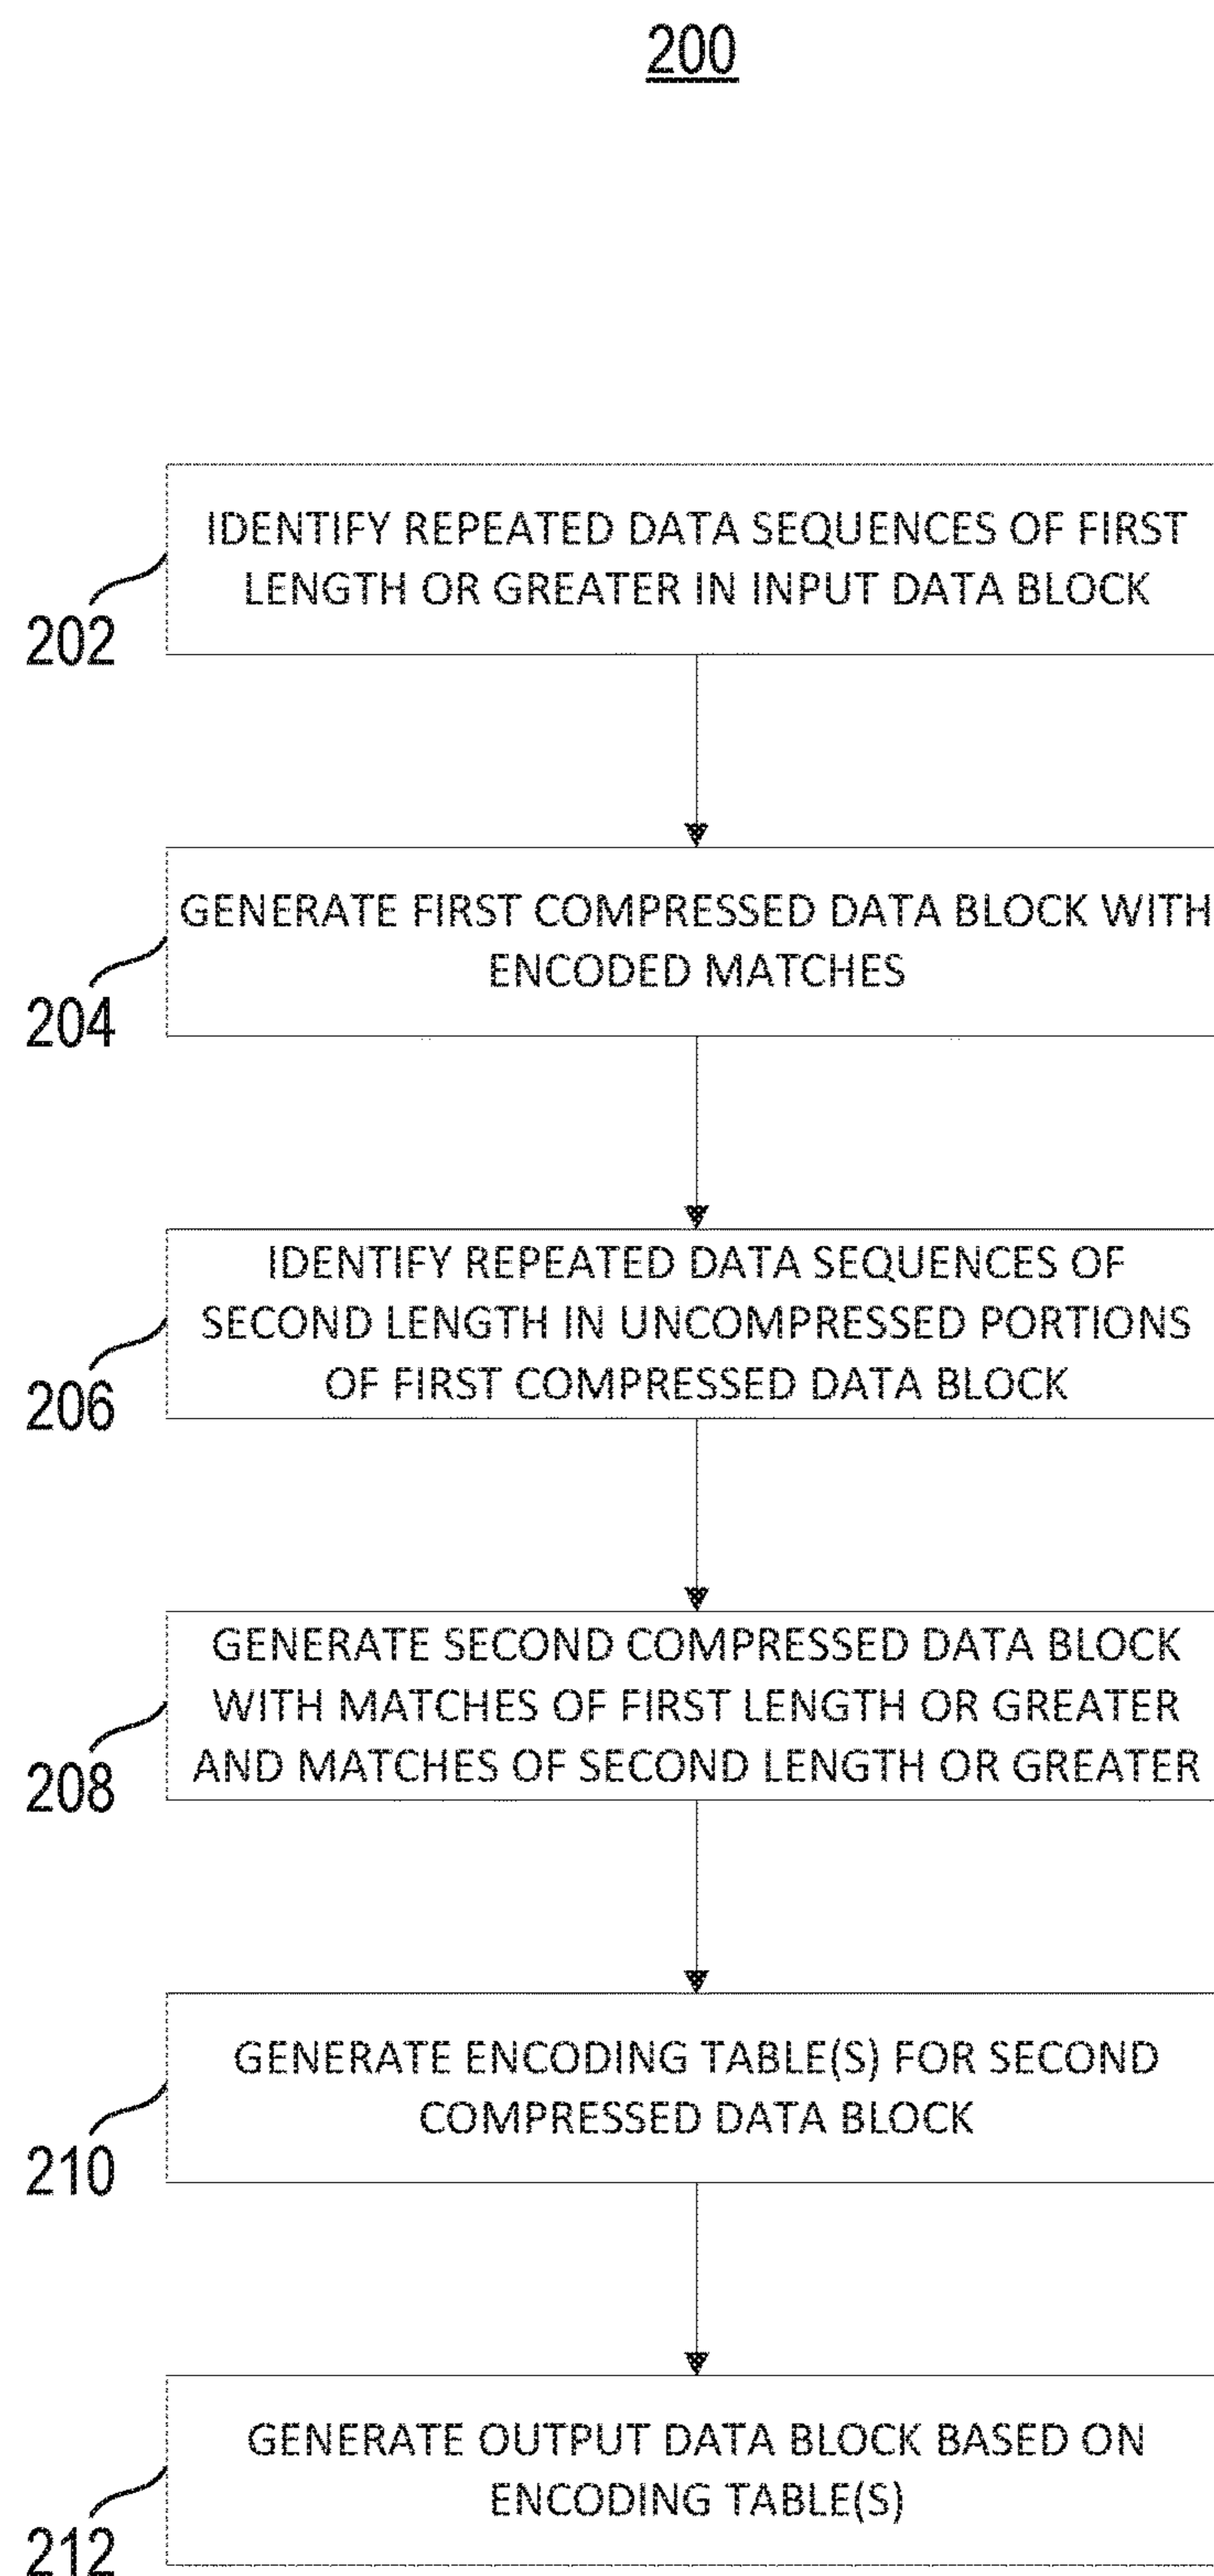 200
IDENTIFY REPEATED DATA SEQUENCES OF FIRST
LENGTH OR GREATER IN INPUT DATA BLOCK
202
GENERATE FIRST COMPRESSED DATA BLOCK WITH
ENCODED MATCHES
204
IDENTIFY REPEATED DATA SEQUENCES OF
SECOND LENGTH IN UNCOMPRESSED PORTIONS
OF FIRST COMPRESSED DATA BLOCK
206
GENERATE SECOND COMPRESSED DATA BLOCK
WITH MATCHES OF FIRST LENGTH OR GREATER
AND MATCHES OF SECOND LENGTH OR GREATER
208
GENERATE ENCODING TABLE(S) FOR SECOND
COMPRESSED DATA BLOCK
210
GENERATE OUTPUT DATA BLOCK BASED ON
ENCODING TABLE(S)
212